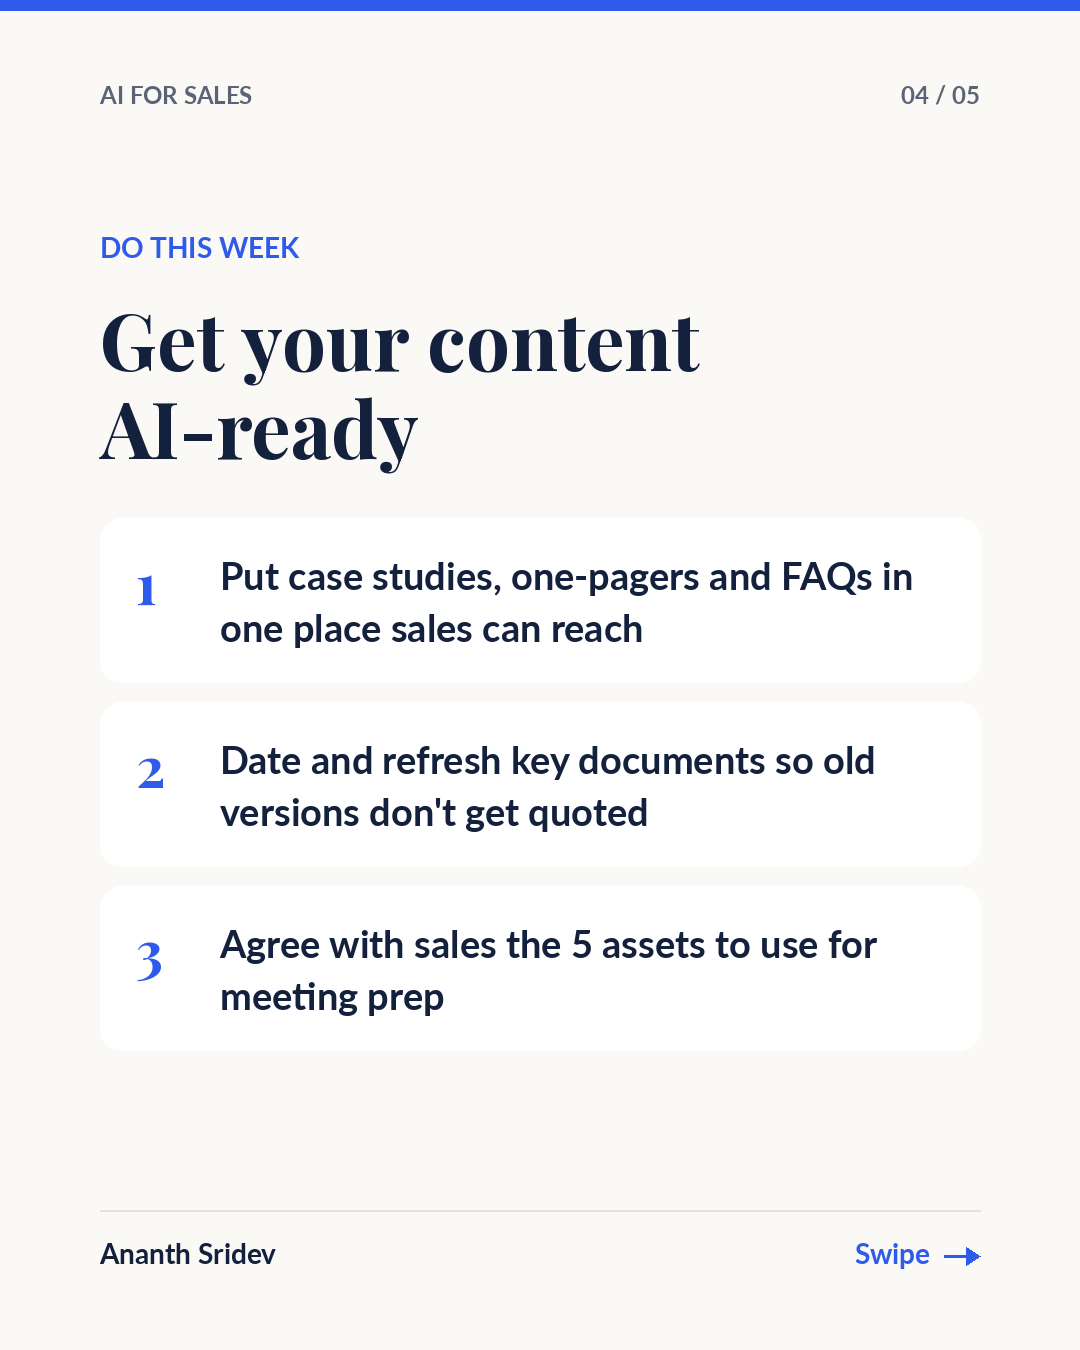 AI FOR SALES
04 / 05
DO THIS WEEK
Get your content
AI-ready
1
Put case studies, one-pagers and FAQs in
one place sales can reach
2
Date and refresh key documents so old
versions don't get quoted
3
Agree with sales the 5 assets to use for
meeting prep
Ananth Sridev
Swipe